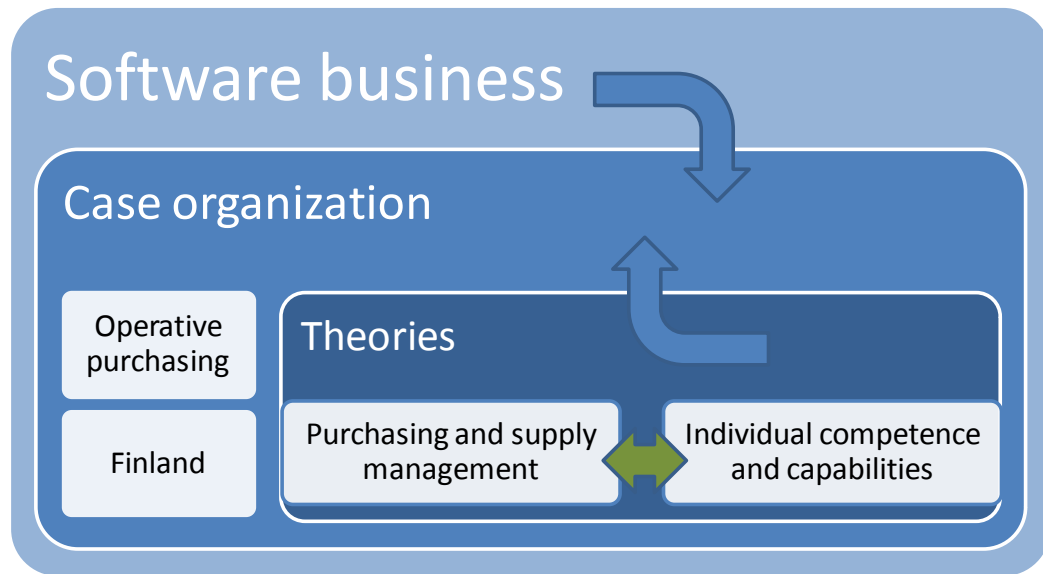 Software business
Case organization
Operative
purchasing
Finland
Theories
Purchasing and supply
management
Individual competence
and capabilities